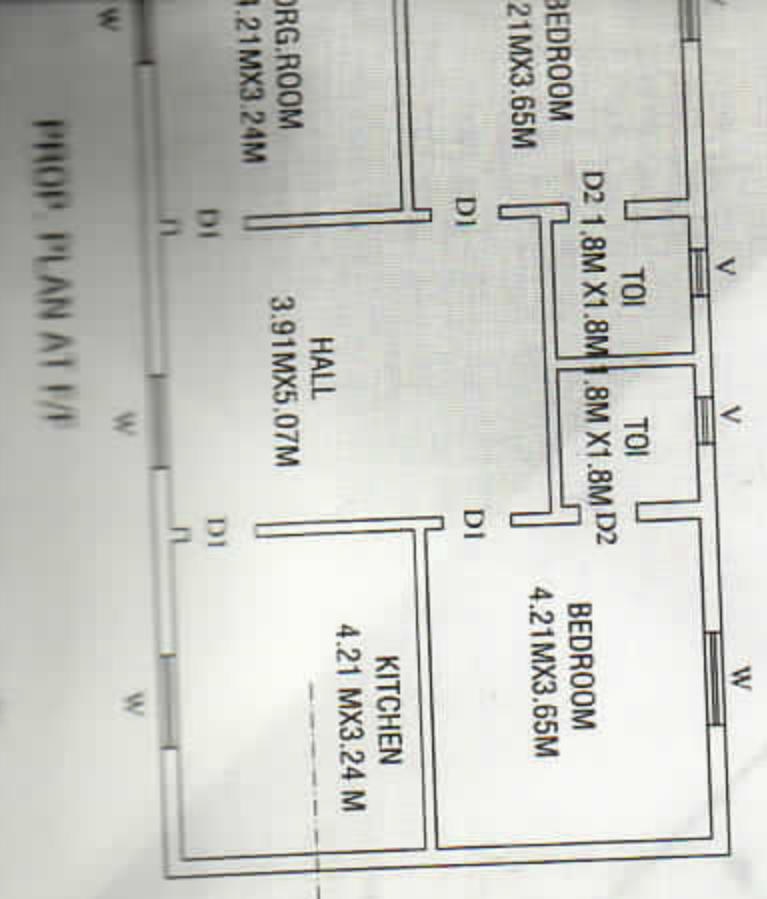 BEDROOM
.21MX3.65M
DRG.ROOM
4.21MX3.24M
W
D2
TOI
1.8M X1.8M
V
TOI
1.8M X1.8M
V
D2
D1
D1
HALL
3.91MX5.07M
W
D1
D1
BEDROOM
4.21MX3.65M
W
KITCHEN
4.21 MX3.24 M
W
PROP. PLAN AT F/F